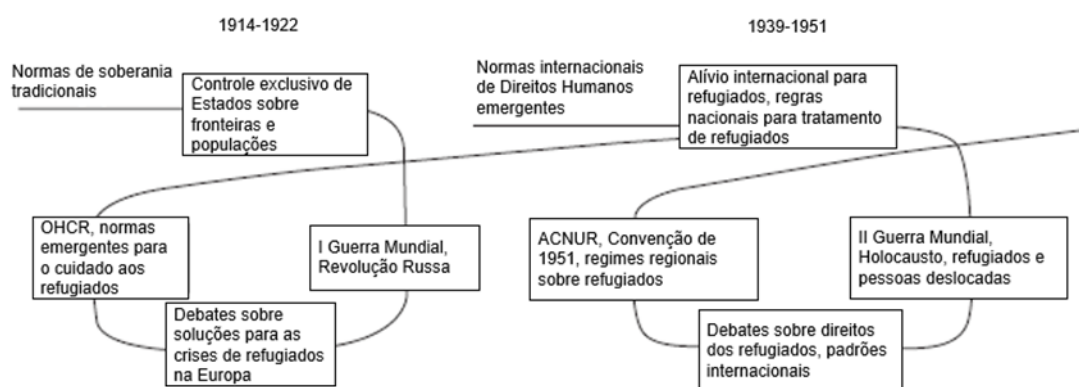 1914-1922
Normas de soberania
tradicionais
Controle exclusivo de
Estados sobre
fronteiras e
populações
OHCR, normas
emergentes para
o cuidado aos
refugiados
I Guerra Mundial,
Revolução Russa
Debates sobre
soluções para as
crises de refugiados
na Europa
1939-1951
Normas internacionais
de Direitos Humanos
emergentes
Alívio internacional para
refugiados, regras
nacionais para tratamento
de refugiados
ACNUR, Convenção de
1951, regimes regionais
sobre refugiados
II Guerra Mundial,
Holocausto, refugiados e
pessoas deslocadas
Debates sobre direitos
dos refugiados, padrões
internacionais